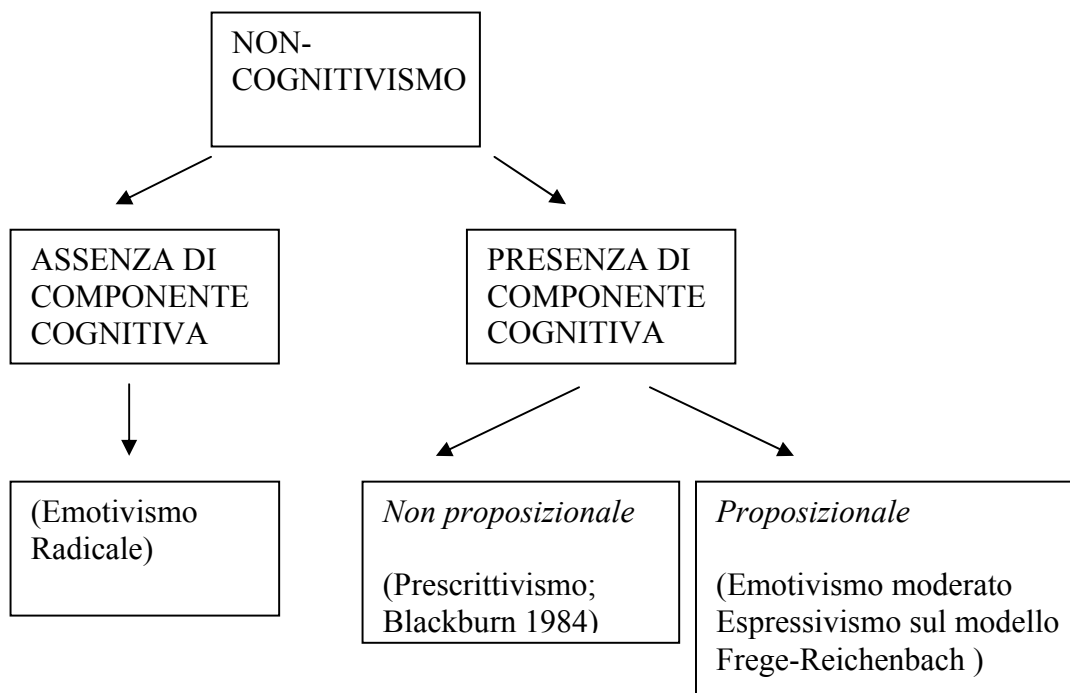 NON-
COGNITIVISMO
ASSENZA DI
COMPONENTE
COGNITIVA
PRESENZA DI
COMPONENTE
COGNITIVA
(Emotivismo
Radicale)
Non proposizionale
(Prescrittivismo;
Blackburn 1984)
Proposizionale
(Emotivismo moderato
Espressivismo sul modello
Frege-Reichenbach )